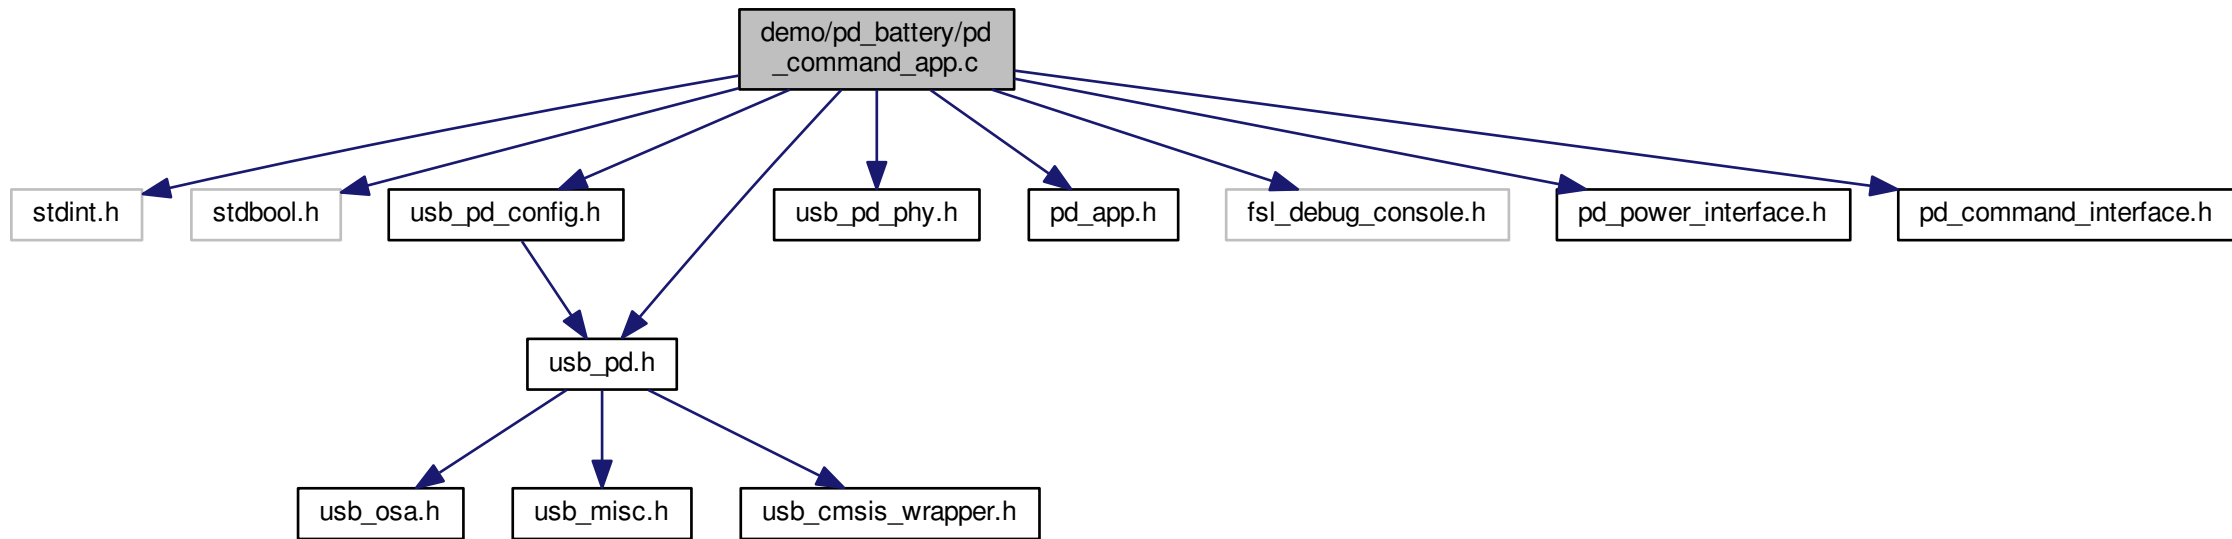 demo/pd_battery/pd
_command_app.c
stdint.h
stdbool.h
usb_pd_config.h
usb_pd_phy.h
pd_app.h
fsl_debug_console.h
pd_power_interface.h
pd_command_interface.h
usb_pd.h
usb_osa.h
usb_misc.h
usb_cmsis_wrapper.h